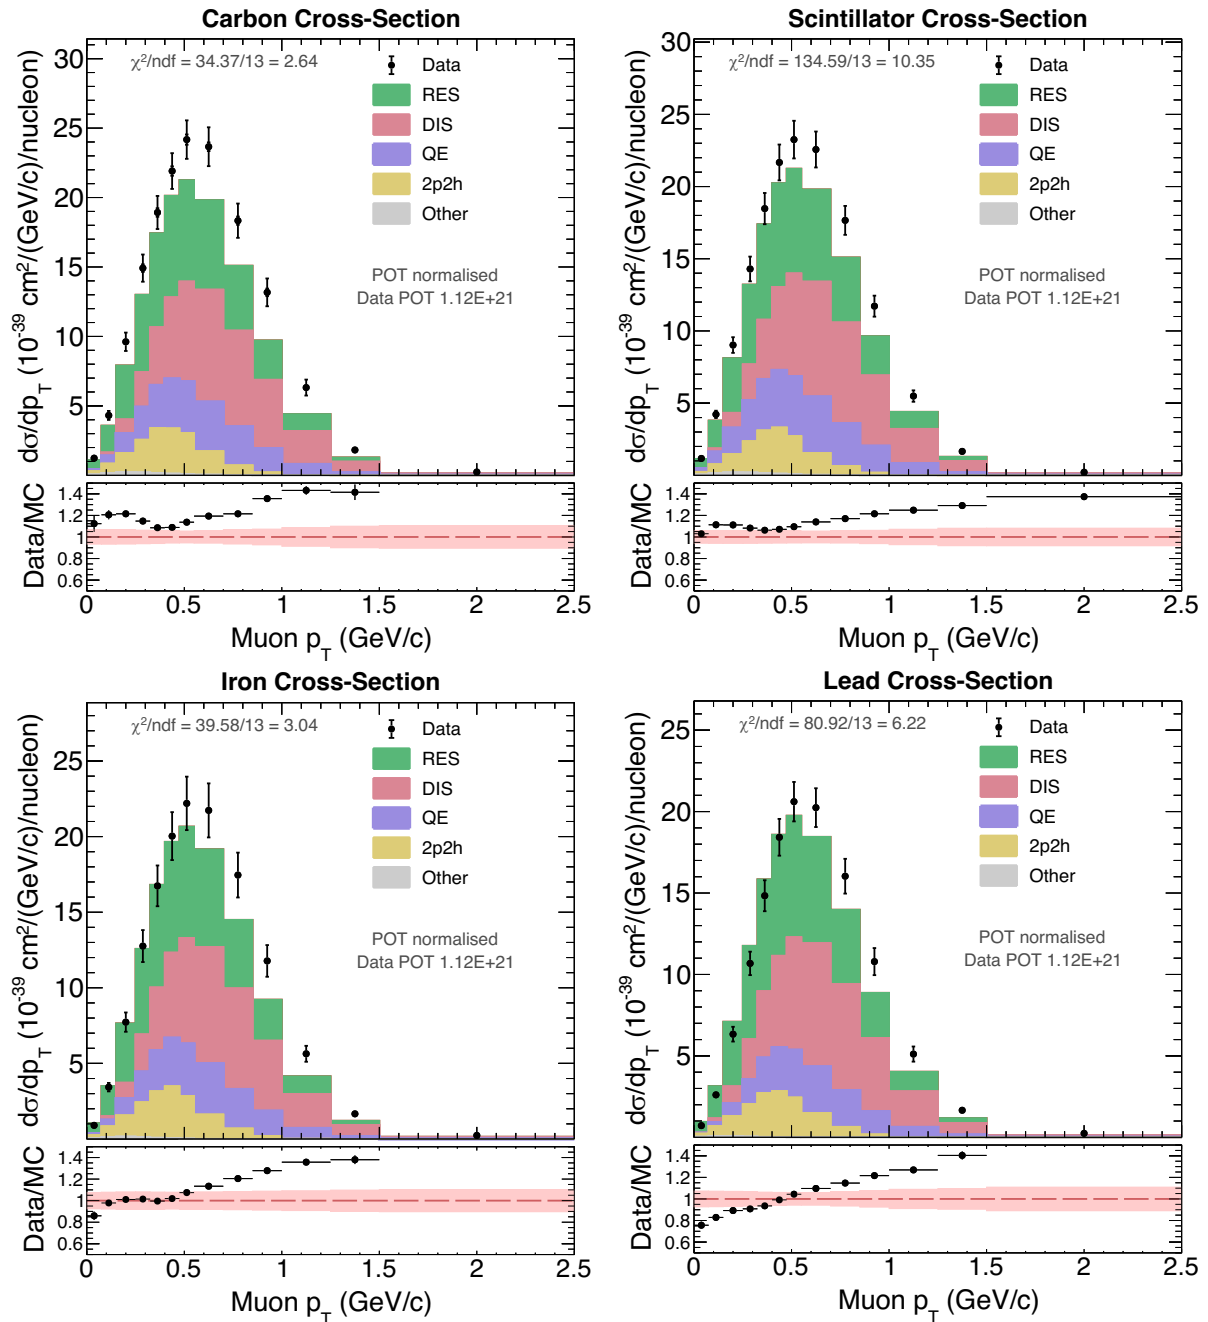 Carbon Cross-Section
χ²/ndf = 34.37/13 = 2.64
Data
RES
DIS
QE
2p2h
Other
POT normalised
Data POT 1.12E+21
dσ/dp_T (10⁻³⁹ cm²/(GeV/c)/nucleon)
30
25
20
15
10
5
Data/MC
1.4
1.2
1
0.8
0.6
0 0.5 1 1.5 2 2.5
Muon p_T (GeV/c)
Scintillator Cross-Section
χ²/ndf = 134.59/13 = 10.35
Data
RES
DIS
QE
2p2h
Other
POT normalised
Data POT 1.12E+21
dσ/dp_T (10⁻³⁹ cm²/(GeV/c)/nucleon)
30
25
20
15
10
5
Data/MC
1.4
1.2
1
0.8
0.6
0 0.5 1 1.5 2 2.5
Muon p_T (GeV/c)
Iron Cross-Section
χ²/ndf = 39.58/13 = 3.04
Data
RES
DIS
QE
2p2h
Other
POT normalised
Data POT 1.12E+21
dσ/dp_T (10⁻³⁹ cm²/(GeV/c)/nucleon)
25
20
15
10
5
Data/MC
1.4
1.2
1
0.8
0.6
0 0.5 1 1.5 2 2.5
Muon p_T (GeV/c)
Lead Cross-Section
χ²/ndf = 80.92/13 = 6.22
Data
RES
DIS
QE
2p2h
Other
POT normalised
Data POT 1.12E+21
dσ/dp_T (10⁻³⁹ cm²/(GeV/c)/nucleon)
25
20
15
10
5
Data/MC
1.4
1.2
1
0.8
0.6
0 0.5 1 1.5 2 2.5
Muon p_T (GeV/c)